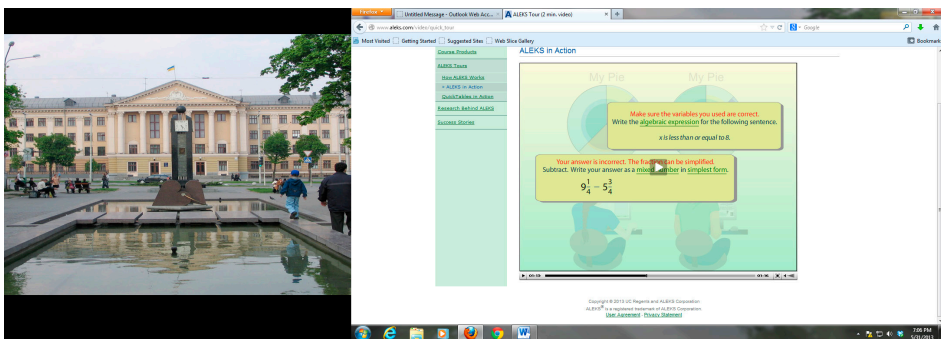 Firefox
Untitled Message - Outlook Web Acc...
ALEKS Tour (2 min. video)
www.aleks.com/video/quick_tour
Google
Most Visited
Getting Started
Suggested Sites
Web Slice Gallery
Bookmark
Course Products
ALEKS Tours
How ALEKS Works
> ALEKS in Action
QuickTables in Action
Research Behind ALEKS
Success Stories
ALEKS in Action
My Pie
My Pie
Make sure the variables you used are correct.
Write the algebraic expression for the following sentence.
x is less than or equal to 8.
Your answer is incorrect. The fraction can be simplified.
Subtract. Write your answer as a mixed number in simplest form.
9 1/4 − 5 3/4
Copyright © 2013 UC Regents and ALEKS Corporation.
ALEKS® is a registered trademark of ALEKS Corporation.
User Agreement - Privacy Statement
7:06 PM
5/31/2013